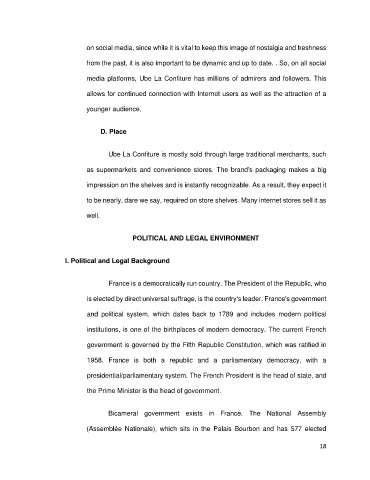 on social media, since while it is vital to keep this image of nostalgia and freshness
from the past, it is also important to be dynamic and up to date. . So, on all social
media platforms, Ube La Confiture has millions of admirers and followers. This
allows for continued connection with Internet users as well as the attraction of a
younger audience.
D. Place
Ube La Confiture is mostly sold through large traditional merchants, such
as supermarkets and convenience stores. The brand's packaging makes a big
impression on the shelves and is instantly recognizable. As a result, they expect it
to be nearly, dare we say, required on store shelves. Many internet stores sell it as
well.
POLITICAL AND LEGAL ENVIRONMENT
I. Political and Legal Background
France is a democratically run country. The President of the Republic, who
is elected by direct universal suffrage, is the country's leader. France's government
and political system, which dates back to 1789 and includes modern political
institutions, is one of the birthplaces of modern democracy. The current French
government is governed by the Fifth Republic Constitution, which was ratified in
1958. France is both a republic and a parliamentary democracy, with a
presidential/parliamentary system. The French President is the head of state, and
the Prime Minister is the head of government.
Bicameral government exists in France. The National Assembly
(Assemblée Nationale), which sits in the Palais Bourbon and has 577 elected
18